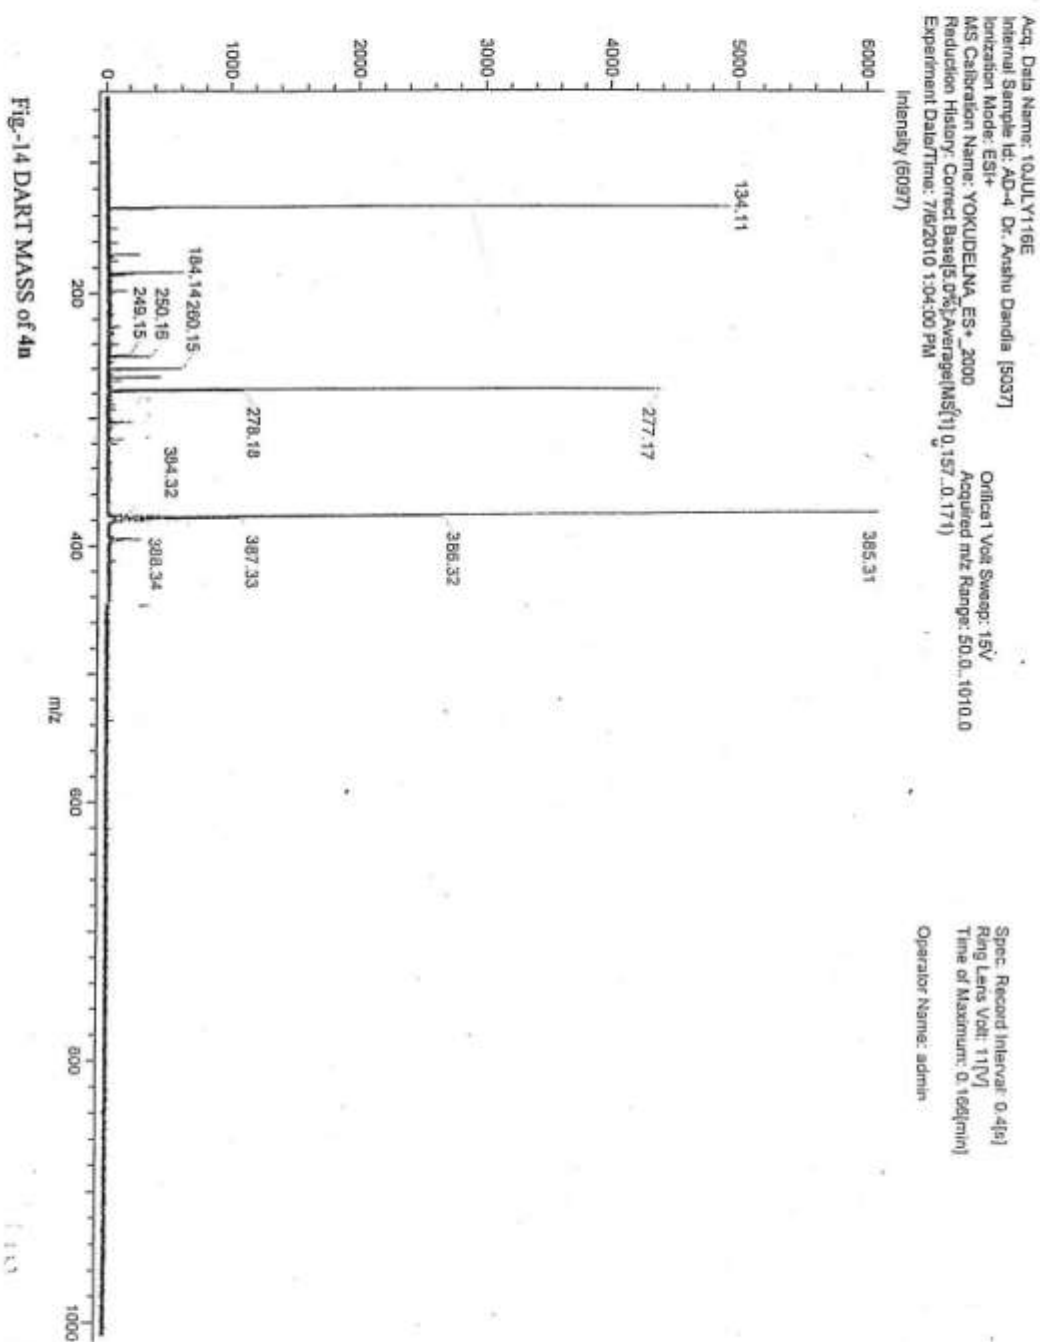 Acq. Data Name: 10JULY116E
Internal Sample Id: AD-4 Dr. Anshu Dandia [5037]
Ionization Mode: ESI+
MS Calibration Name: YOKUDELNA_ES+_2000
Reduction History: Correct Base[5.0%];Average(MS[1] 0.157..0.171)
Experiment Date/Time: 7/6/2010 1:04:00 PM
Orifice1 Volt Sweep: 15V
Acquired m/z Range: 50.0..1010.0
Spec. Record Interval: 0.4[s]
Ring Lens Volt: 11[V]
Time of Maximum: 0.166[min]
Operator Name: admin
Intensity (6097)
6000
5000
4000
3000
2000
1000
0
134.11
184.14
260.15
250.16
249.15
277.17
278.18
384.32
385.31
386.32
387.33
388.34
200
400
600
800
1000
m/z
Fig.-14 DART MASS of 4n